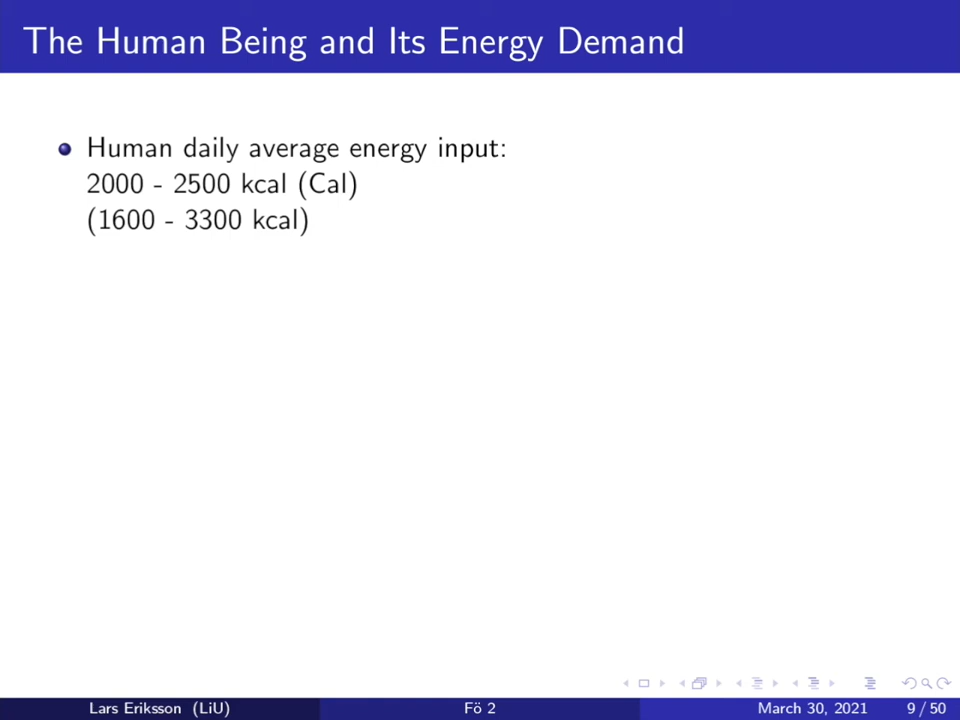 The Human Being and Its Energy Demand
Human daily average energy input:
2000 - 2500 kcal (Cal)
(1600 - 3300 kcal)
Lars Eriksson (LiU)
Fö 2
March 30, 2021
9 / 50